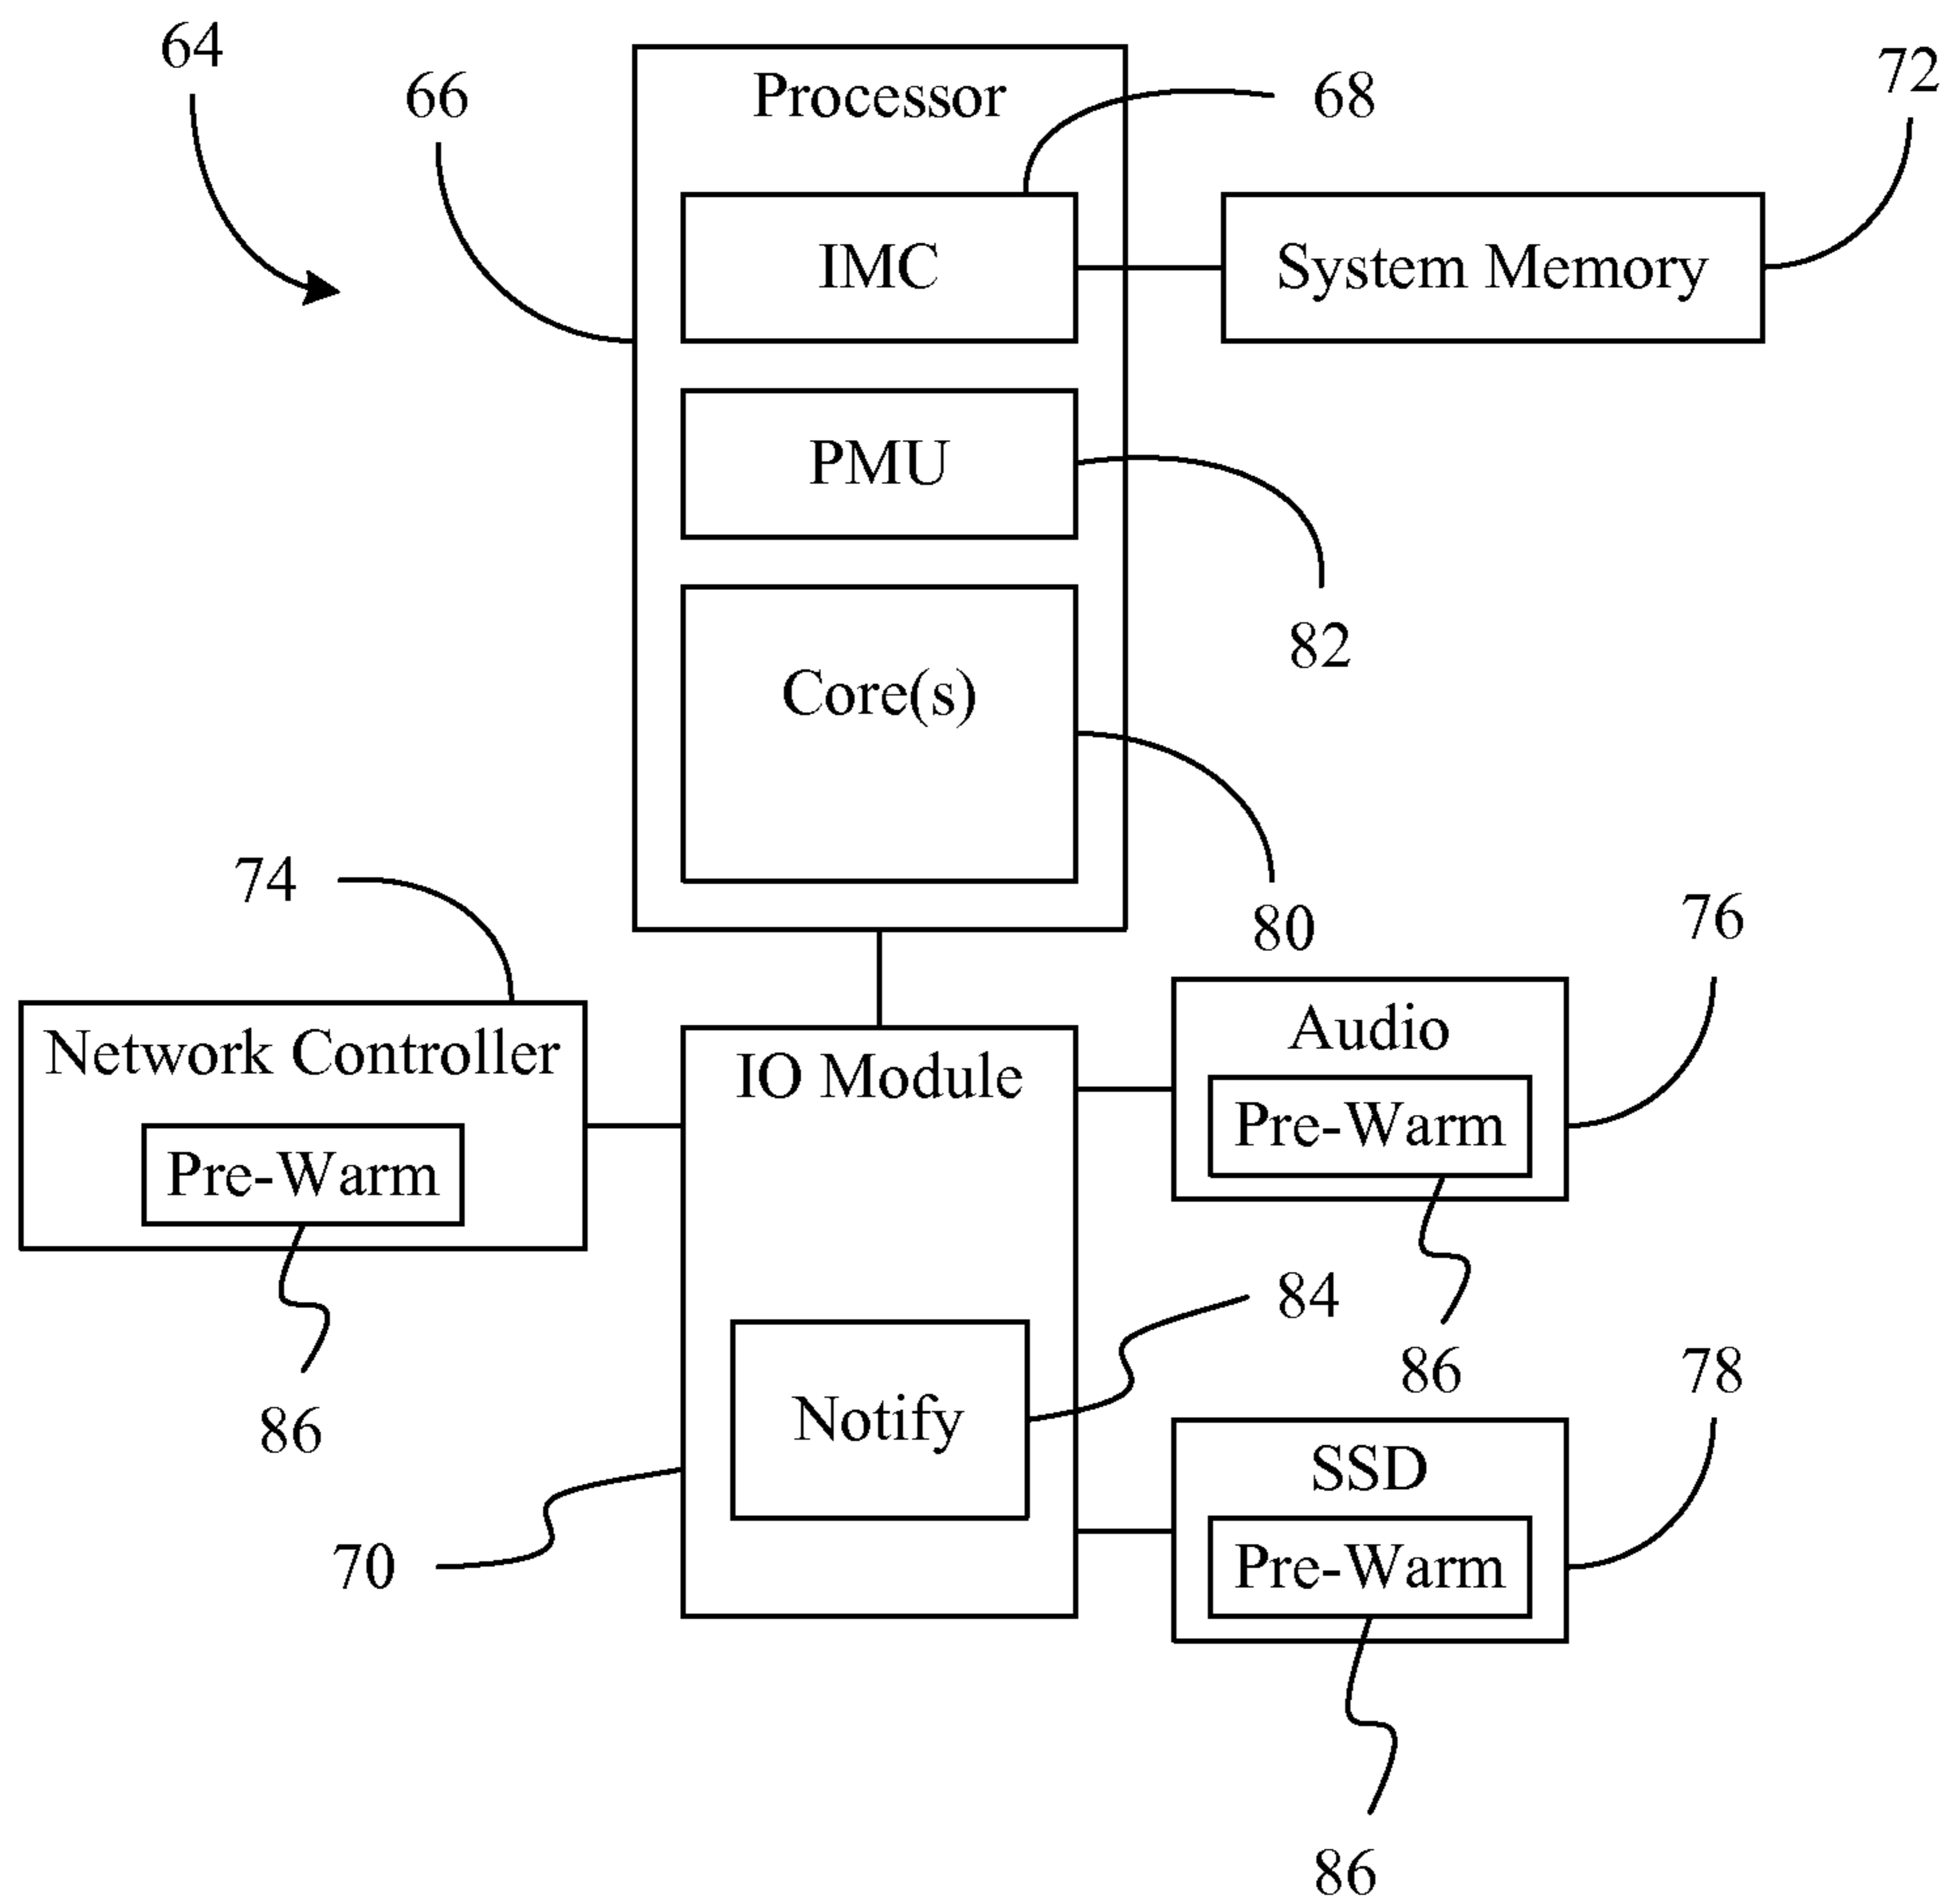 64
66
Processor
68
72
IMC
System Memory
PMU
82
Core(s)
74
80
76
Network Controller
IO Module
Audio
Pre-Warm
Pre-Warm
84
86
86
78
Notify
SSD
70
Pre-Warm
86